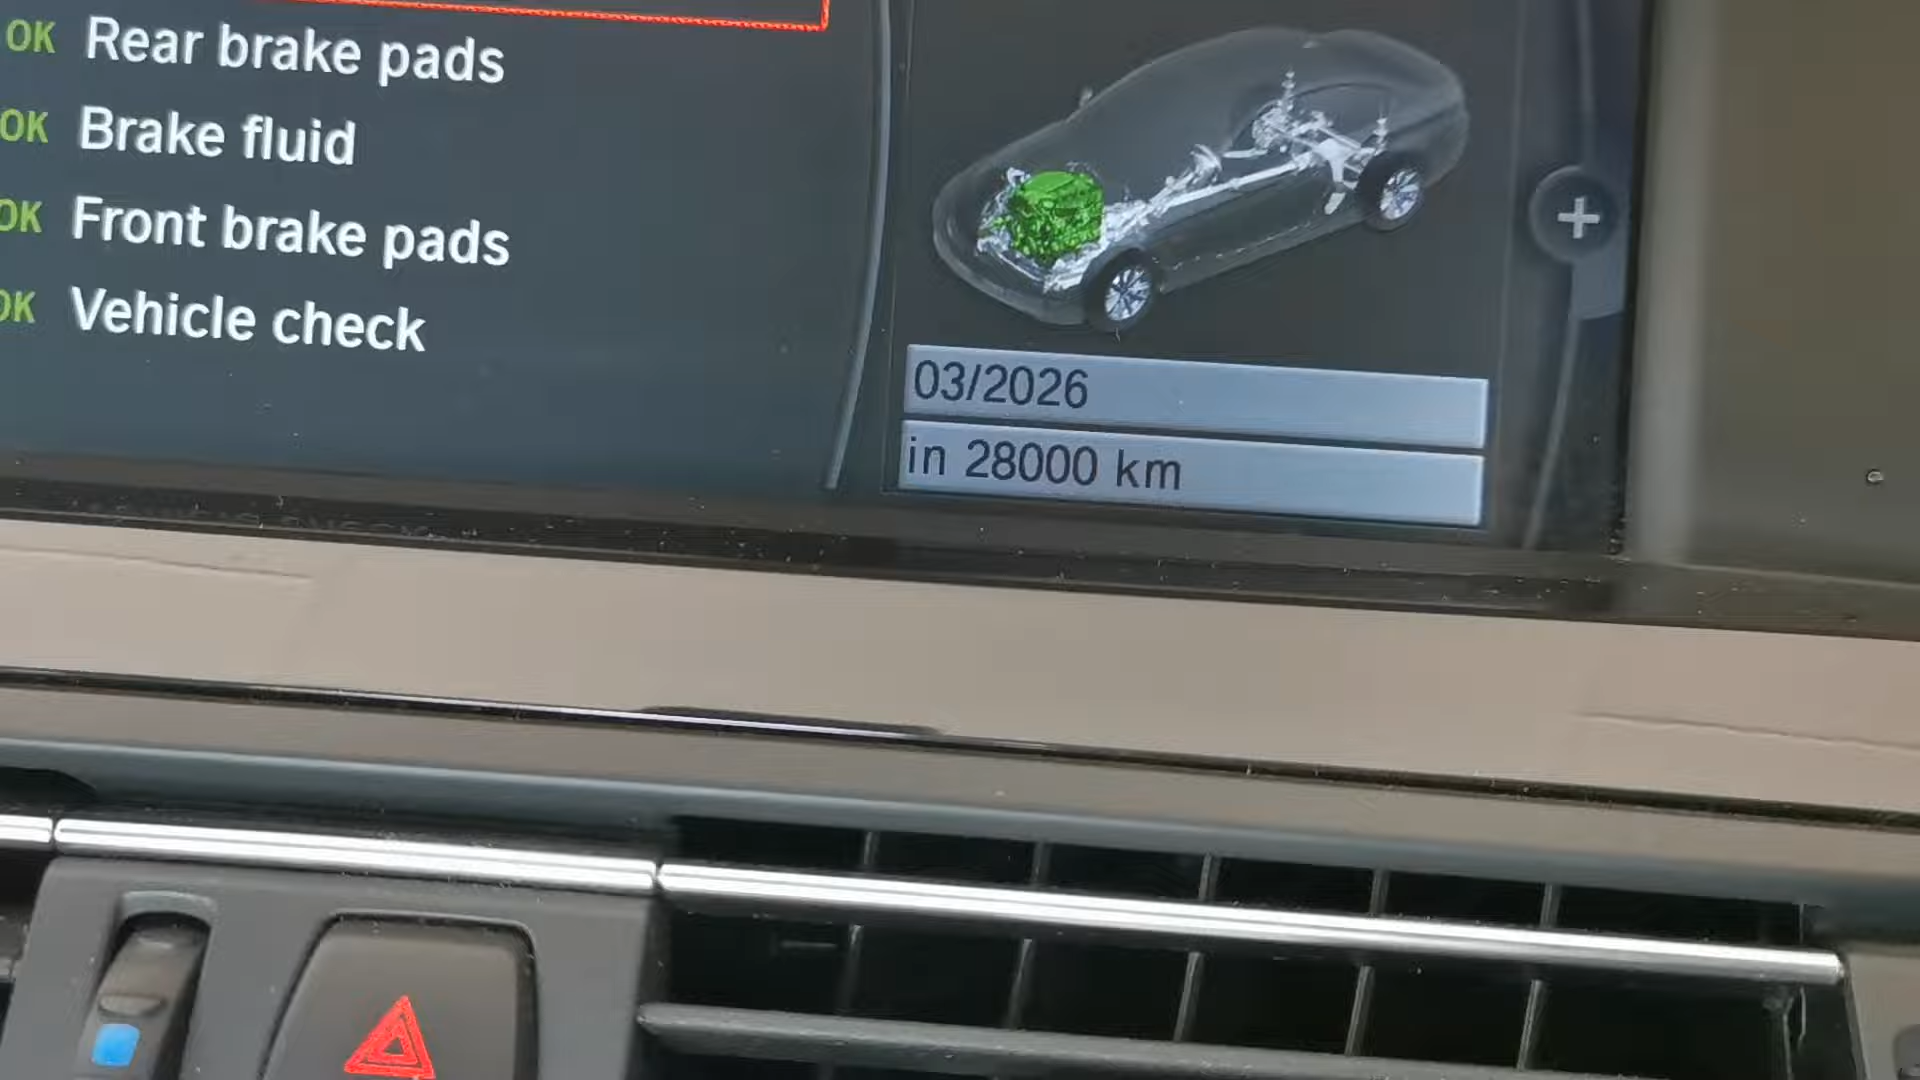 OK Rear brake pads
OK Brake fluid
OK Front brake pads
OK Vehicle check
03/2026
in 28000 km